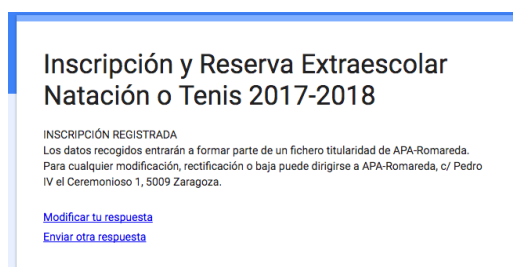 Inscripción y Reserva Extraescolar
Natación o Tenis 2017-2018
INSCRIPCIÓN REGISTRADA
Los datos recogidos entrarán a formar parte de un fichero titularidad de APA-Romareda.
Para cualquier modificación, rectificación o baja puede dirigirse a APA-Romareda, c/ Pedro
IV el Ceremonioso 1, 5009 Zaragoza.
Modificar tu respuesta
Enviar otra respuesta